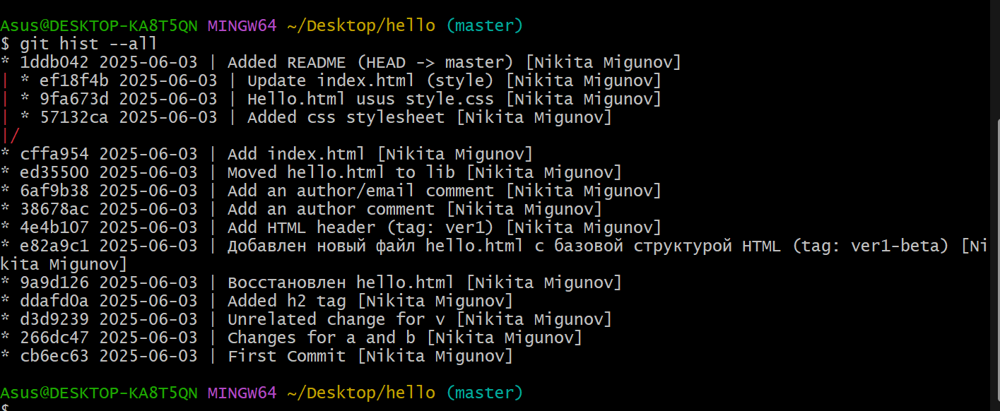 Asus@DESKTOP-KA8T5QN MINGW64 ~/Desktop/hello (master)
$ git hist --all
* 1ddb042 2025-06-03 | Added README (HEAD -> master) [Nikita Migunov]
| * ef18f4b 2025-06-03 | Update index.html (style) [Nikita Migunov]
| * 9fa673d 2025-06-03 | Hello.html usus style.css [Nikita Migunov]
| * 57132ca 2025-06-03 | Added css stylesheet [Nikita Migunov]
|/
* cffa954 2025-06-03 | Add index.html [Nikita Migunov]
* ed35500 2025-06-03 | Moved hello.html to lib [Nikita Migunov]
* 6af9b38 2025-06-03 | Add an author/email comment [Nikita Migunov]
* 38678ac 2025-06-03 | Add an author comment [Nikita Migunov]
* 4e4b107 2025-06-03 | Add HTML header (tag: ver1) [Nikita Migunov]
* e82a9c1 2025-06-03 | Добавлен новый файл hello.html с базовой структурой HTML (tag: ver1-beta) [Ni
kita Migunov]
* 9a9d126 2025-06-03 | Восстановлен hello.html [Nikita Migunov]
* ddafd0a 2025-06-03 | Added h2 tag [Nikita Migunov]
* d3d9239 2025-06-03 | Unrelated change for v [Nikita Migunov]
* 266dc47 2025-06-03 | Changes for a and b [Nikita Migunov]
* cb6ec63 2025-06-03 | First Commit [Nikita Migunov]
Asus@DESKTOP-KA8T5QN MINGW64 ~/Desktop/hello (master)
$